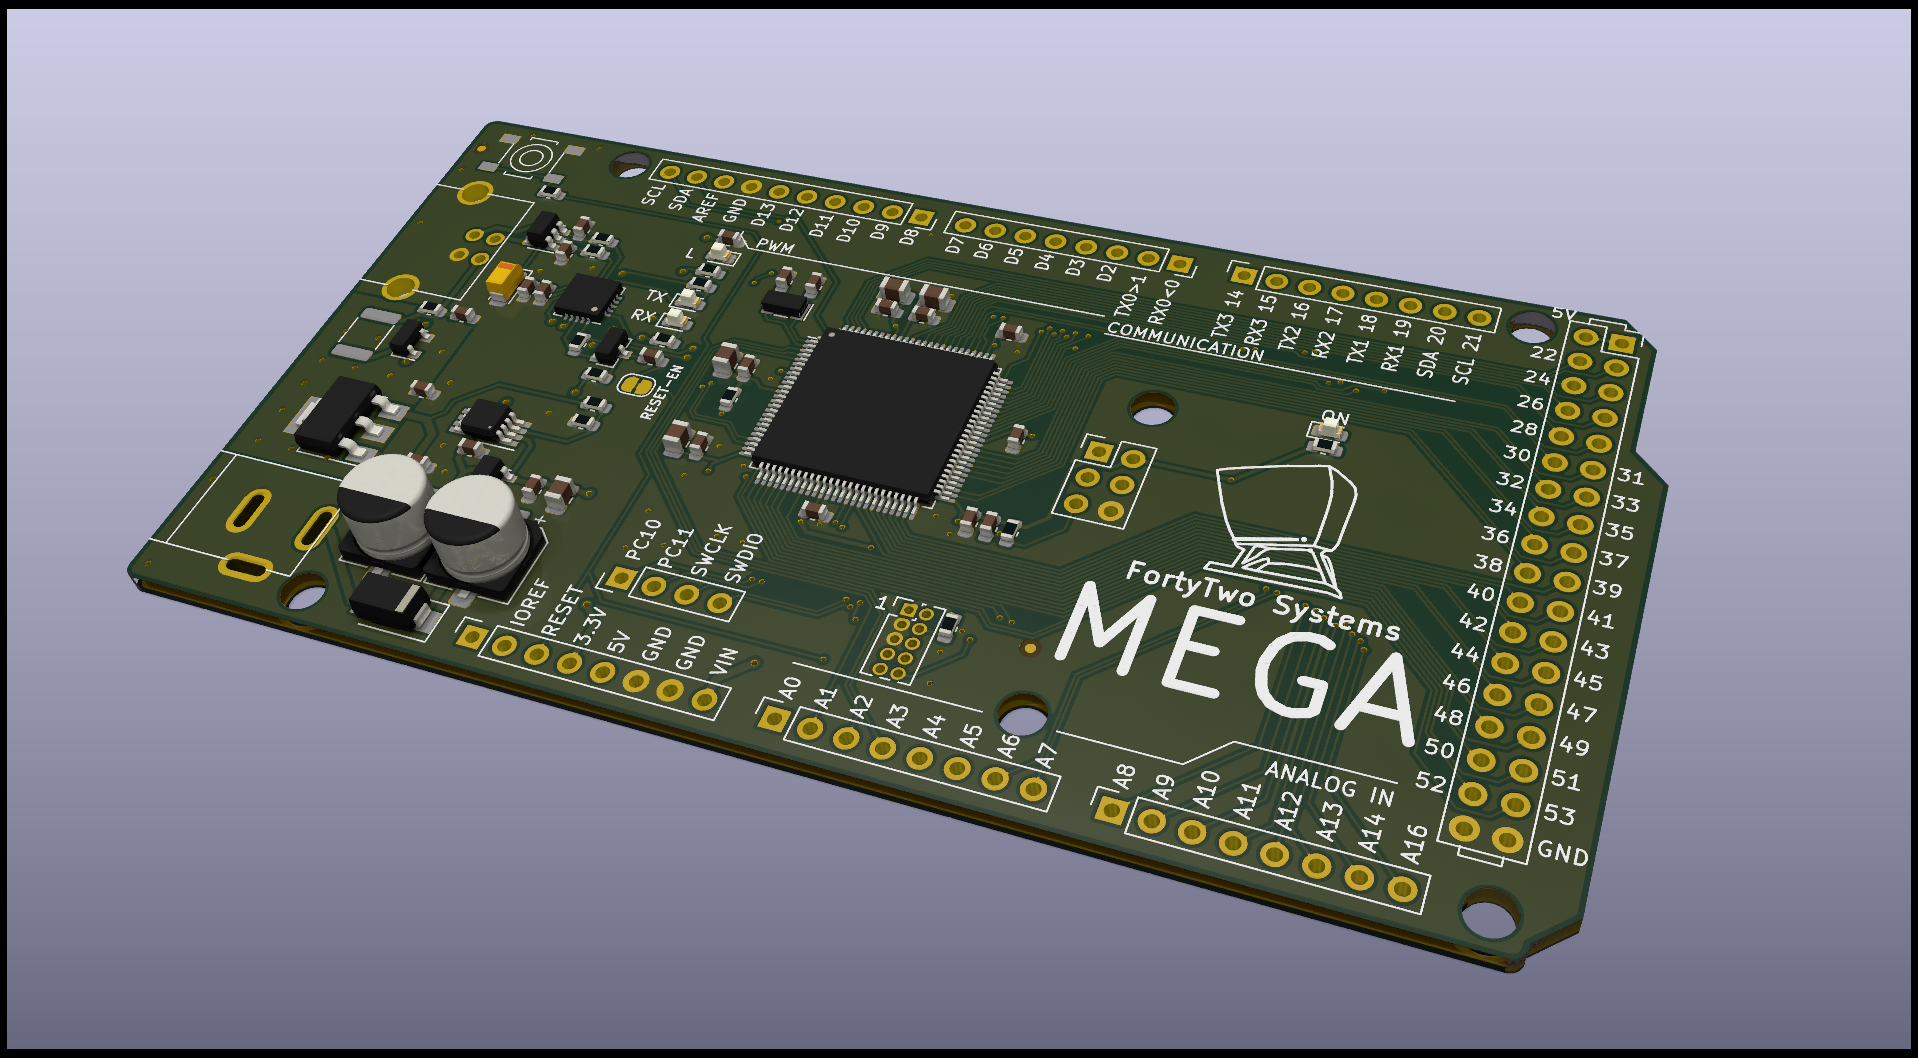 SCL
SDA
AREF
GND
D13
D12
D11
D10
D9
D8
D7
D6
D5
D4
D3
D2
TX0>1
RX0<0
TX3 14
RX3 15
TX2 16
RX2 17
TX1 18
RX1 19
SDA 20
SCL 21
5V
L
PWM
TX
RX
COMMUNICATION
RESET-EN
ON
22
24
26
28
30
32
34
36
38
40
42
44
46
48
50
52
31
33
35
37
39
41
43
45
47
49
51
53
GND
+
PC10
PC11
SWCLK
SWDIO
1
FortyTwo Systems
MEGA
IOREF
RESET
3.3V
5V
GND
GND
VIN
A0
A1
A2
A3
A4
A5
A6
A7
ANALOG IN
A8
A9
A10
A11
A12
A13
A14
A16